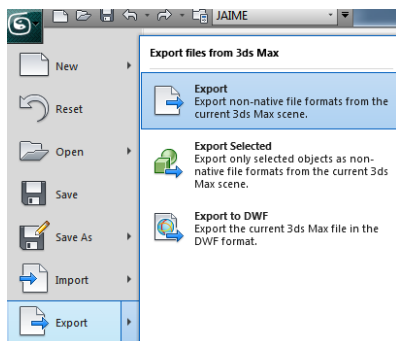 JAIME
Export files from 3ds Max
New
Reset
Open
Save
Save As
Import
Export
Export
Export non-native file formats from the
current 3ds Max scene.
Export Selected
Export only selected objects as non-
native file formats from the current 3ds
Max scene.
Export to DWF
Export the current 3ds Max file in the
DWF format.